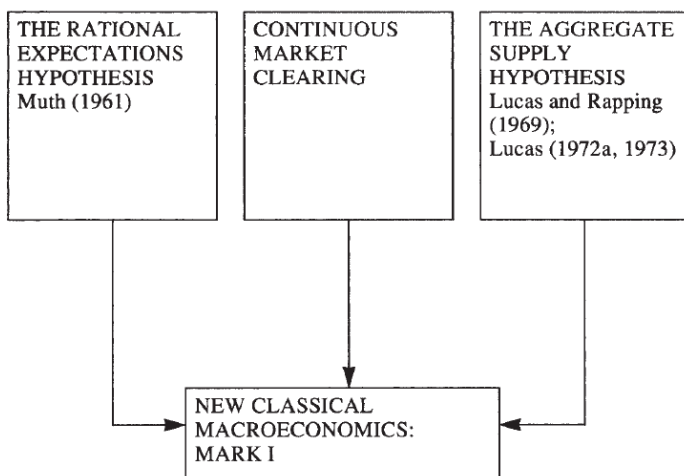 THE RATIONAL
EXPECTATIONS
HYPOTHESIS
Muth (1961)
CONTINUOUS
MARKET
CLEARING
THE AGGREGATE
SUPPLY
HYPOTHESIS
Lucas and Rapping
(1969);
Lucas (1972a, 1973)
NEW CLASSICAL
MACROECONOMICS:
MARK I